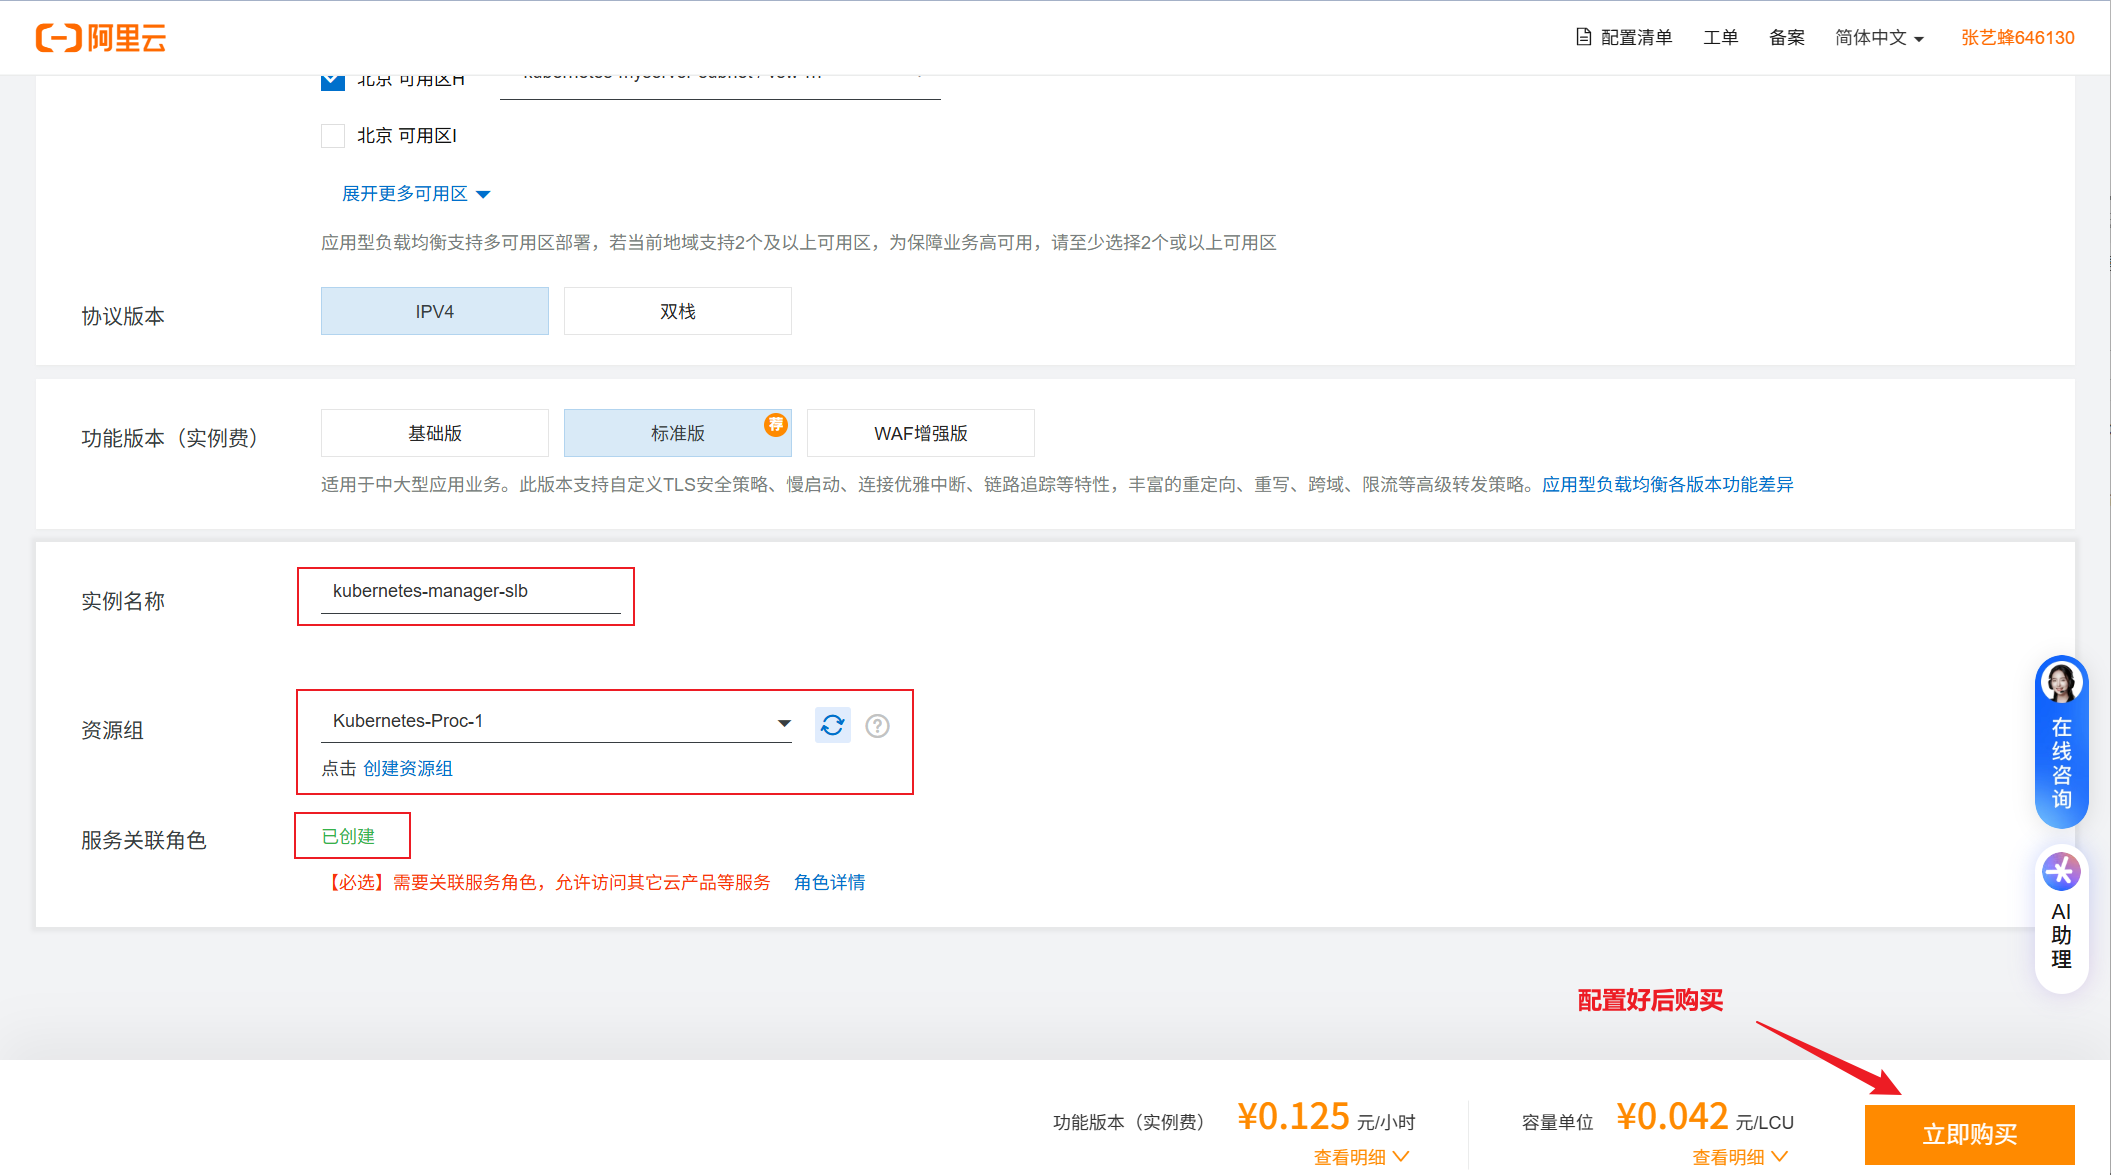 阿里云
配置清单 工单 备案 简体中文 张艺蜂646130
北京 可用区H
北京 可用区I
展开更多可用区
应用型负载均衡支持多可用区部署，若当前地域支持2个及以上可用区，为保障业务高可用，请至少选择2个或以上可用区
协议版本 IPV4 双栈
功能版本（实例费） 基础版 标准版 荐 WAF增强版
适用于中大型应用业务。此版本支持自定义TLS安全策略、慢启动、连接优雅中断、链路追踪等特性，丰富的重定向、重写、跨域、限流等高级转发策略。应用型负载均衡各版本功能差异
实例名称 kubernetes-manager-slb
资源组 Kubernetes-Proc-1
点击 创建资源组
服务关联角色 已创建
【必选】需要关联服务角色，允许访问其它云产品等服务 角色详情
在线咨询
AI助理
配置好后购买
功能版本（实例费） ¥0.125 元/小时 容量单位 ¥0.042 元/LCU 立即购买
查看明细 查看明细